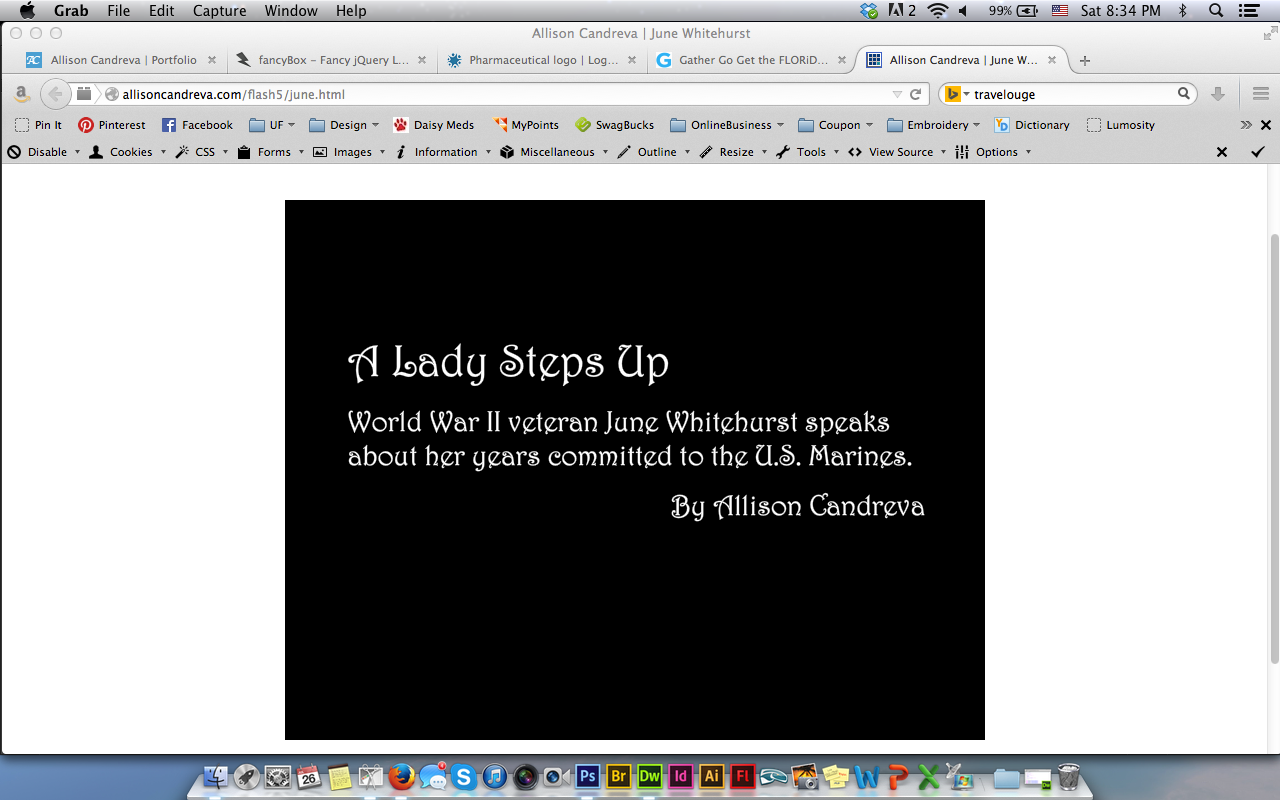 Grab File Edit Capture Window Help 2 99% Sat 8:34 PM
Allison Candreva | June Whitehurst
Allison Candreva | Portfolio fancyBox – Fancy jQuery L... Pharmaceutical logo | Log... Gather Go Get the FLORiD... Allison Candreva | June W...
allisoncandreva.com/flash5/june.html travelouge
Pin It Pinterest Facebook UF Design Daisy Meds MyPoints SwagBucks OnlineBusiness Coupon Embroidery Dictionary Lumosity
Disable Cookies CSS Forms Images Information Miscellaneous Outline Resize Tools View Source Options
A Lady Steps Up
World War II veteran June Whitehurst speaks
about her years committed to the U.S. Marines.
By Allison Candreva
26 Ps Br Dw Id Ai Fl